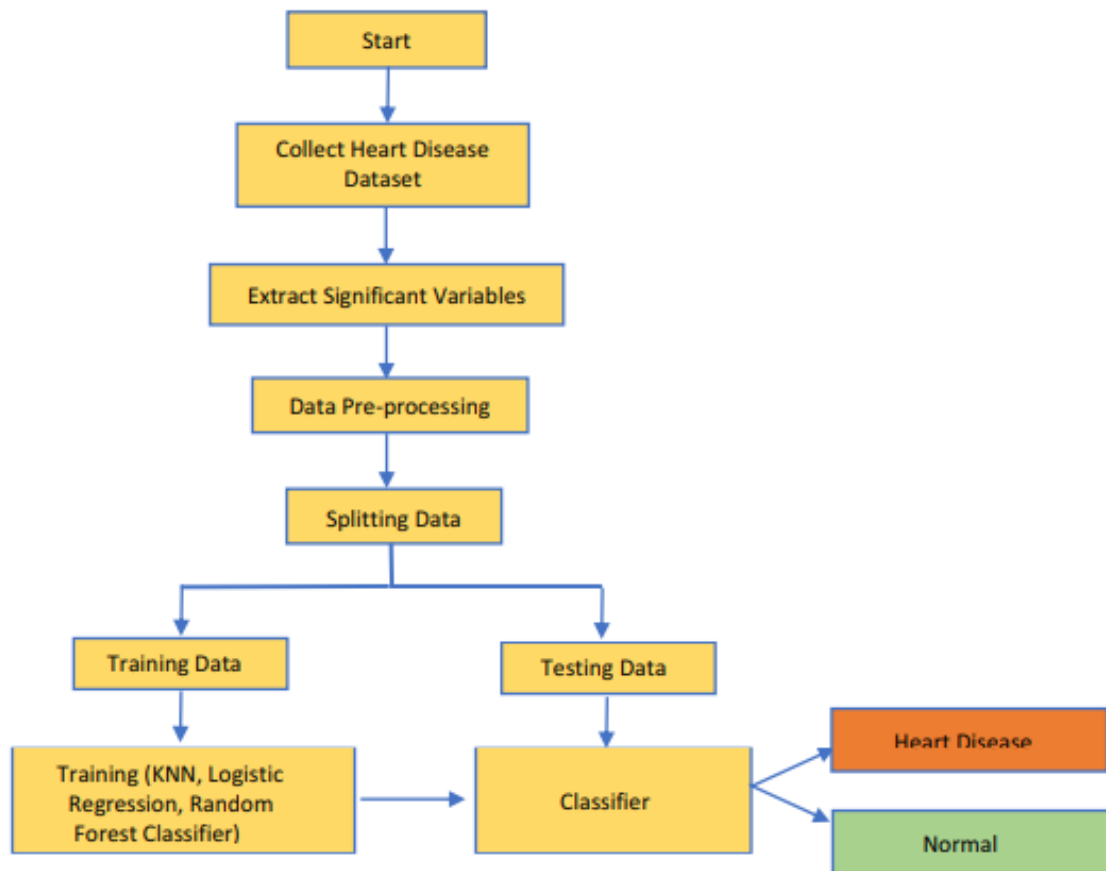 Start
Collect Heart Disease
Dataset
Extract Significant Variables
Data Pre-processing
Splitting Data
Training Data
Testing Data
Training (KNN, Logistic
Regression, Random
Forest Classifier)
Classifier
Heart Disease
Normal